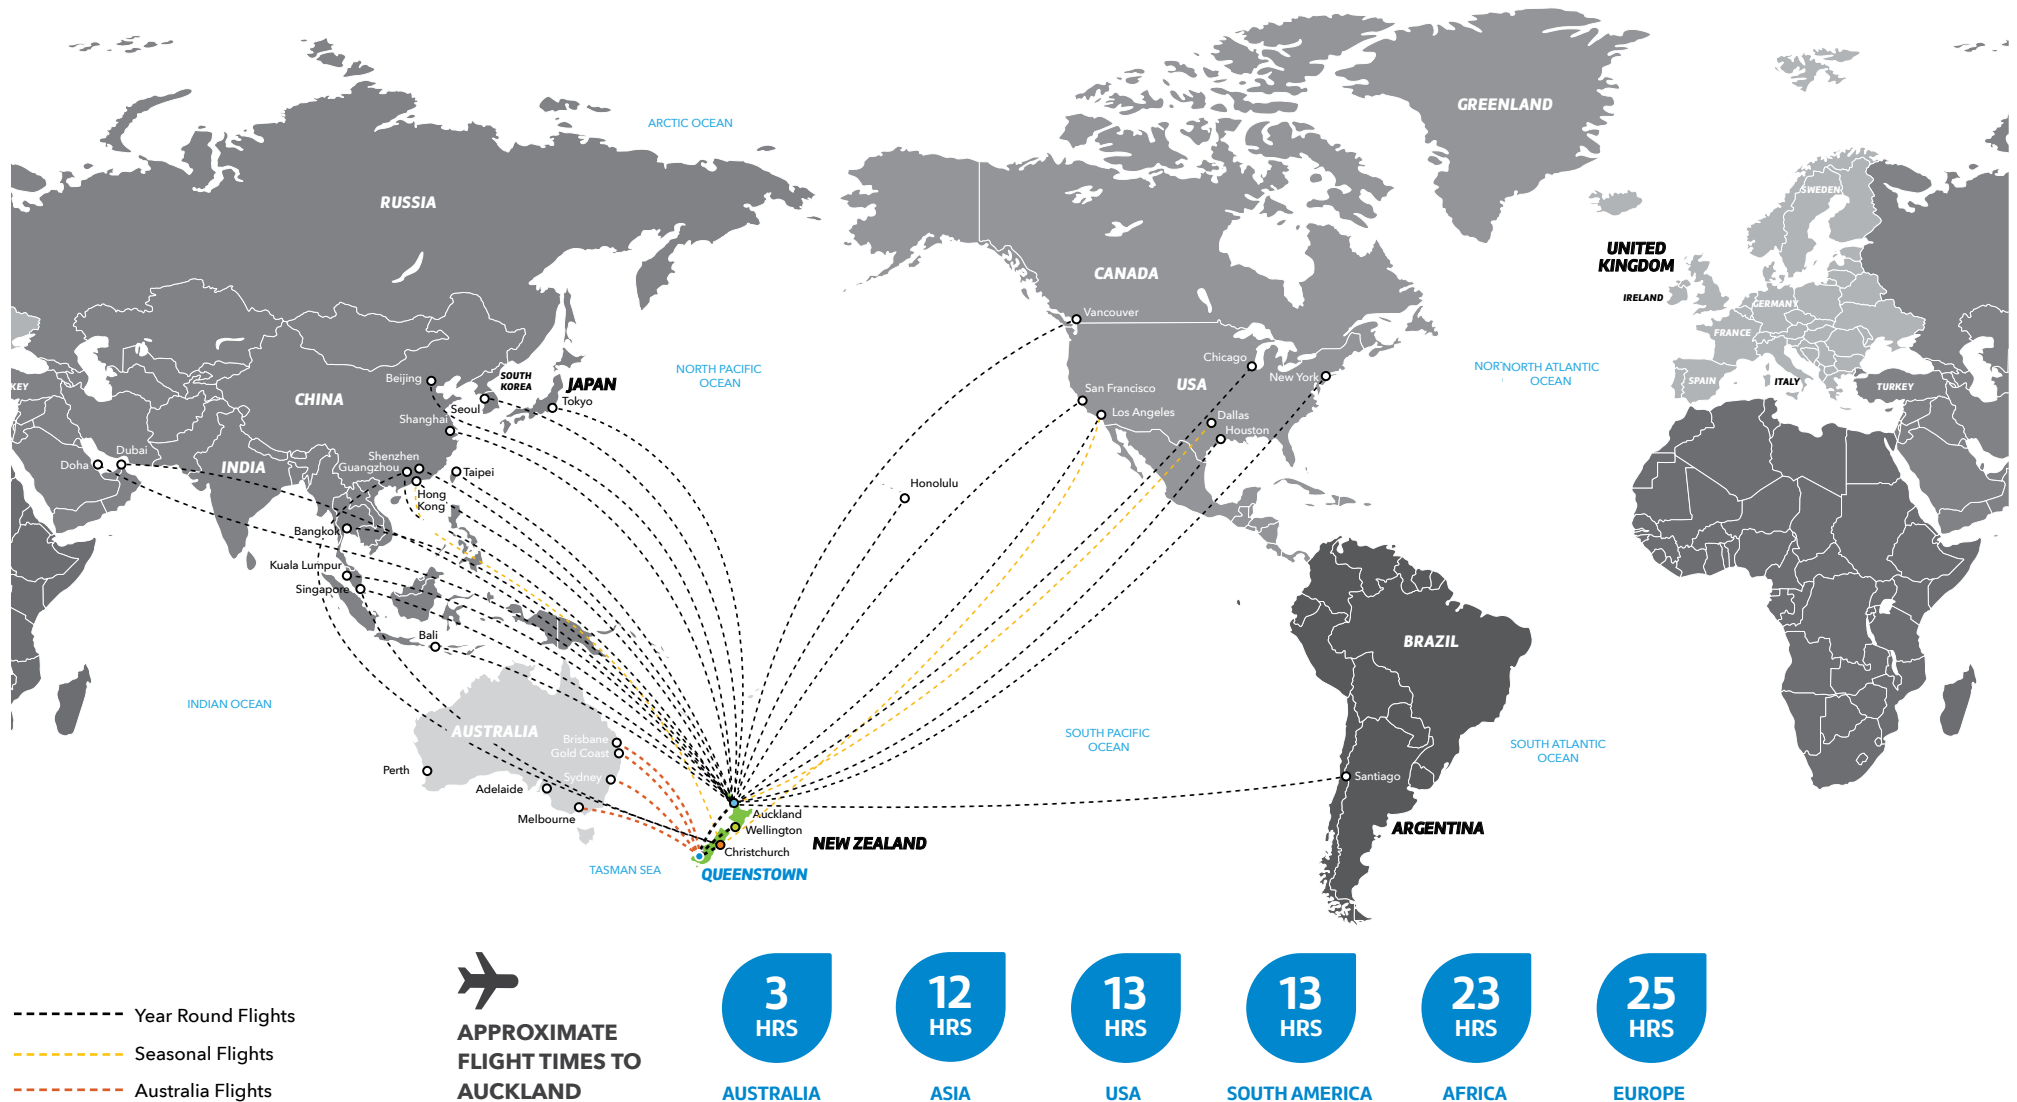 ARCTIC OCEAN
GREENLAND
RUSSIA
SWEDEN
UNITED
KINGDOM
CANADA
IRELAND
GERMANY
FRANCE
Vancouver
Chicago
New York
NORTH PACIFIC
OCEAN
NOR
NORTH ATLANTIC
OCEAN
KEY
Beijing
SOUTH
KOREA
JAPAN
Tokyo
Seoul
CHINA
Shanghai
San Francisco
USA
Los Angeles
Dallas
Houston
SPAIN
ITALY
TURKEY
Dubai
Doha
INDIA
Shenzhen
Guangzhou
Taipei
Hong
Kong
Honolulu
Bangkok
Kuala Lumpur
Singapore
Bali
BRAZIL
INDIAN OCEAN
AUSTRALIA
Brisbane
Gold Coast
Sydney
Perth
Adelaide
Melbourne
SOUTH PACIFIC
OCEAN
SOUTH ATLANTIC
OCEAN
Santiago
ARGENTINA
Auckland
Wellington
Christchurch
NEW ZEALAND
TASMAN SEA
QUEENSTOWN
Year Round Flights
Seasonal Flights
Australia Flights
APPROXIMATE
FLIGHT TIMES TO
AUCKLAND
3
HRS
AUSTRALIA
12
HRS
ASIA
13
HRS
USA
13
HRS
SOUTH AMERICA
23
HRS
AFRICA
25
HRS
EUROPE